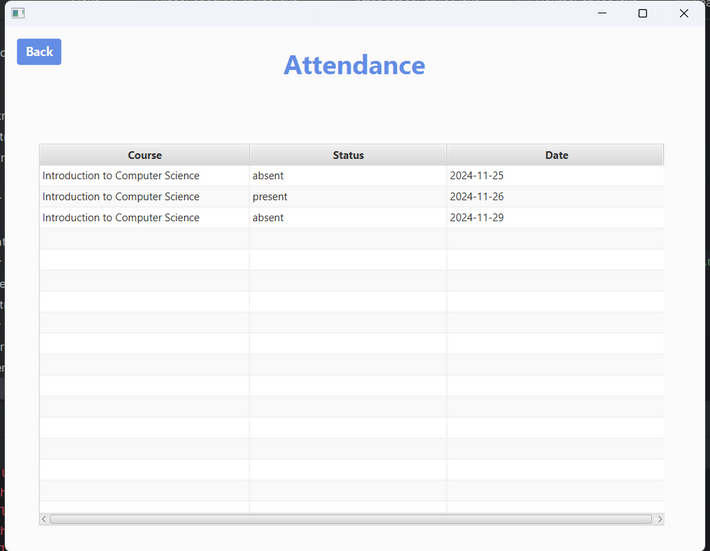 Back
Attendance
Course Status Date
Introduction to Computer Science absent 2024-11-25
Introduction to Computer Science present 2024-11-26
Introduction to Computer Science absent 2024-11-29